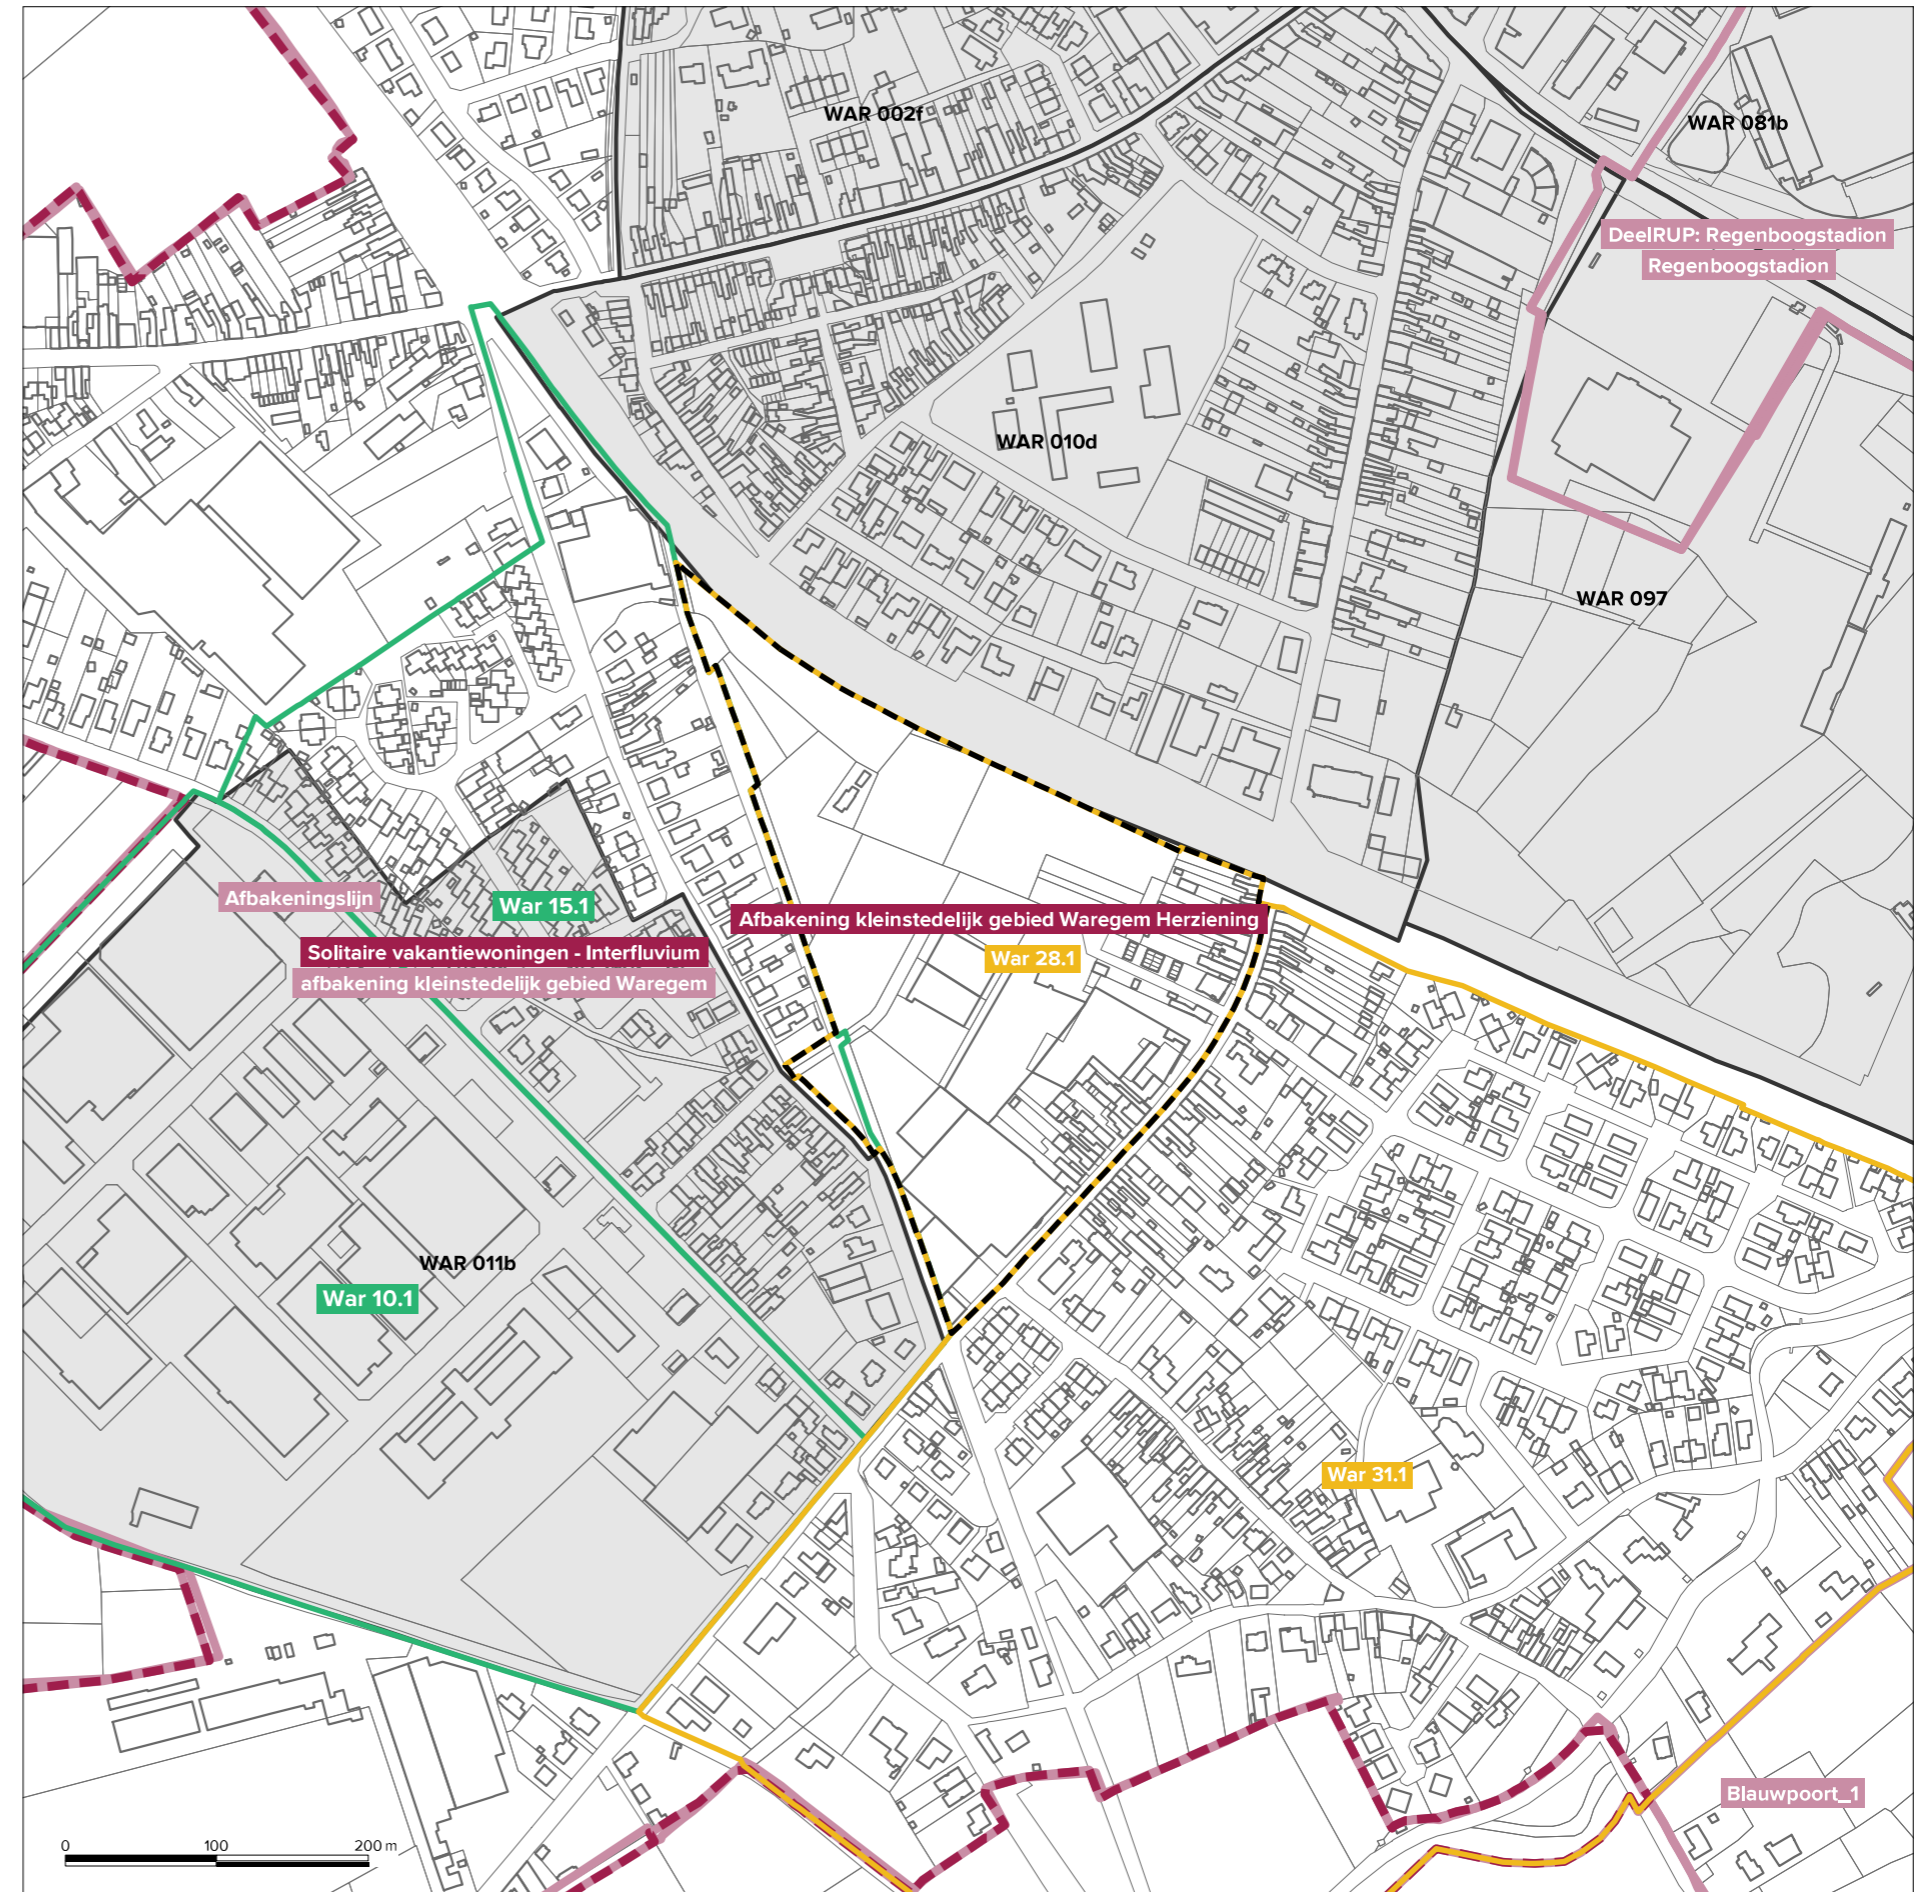 WAR 002f
WAR 081b
DeelRUP: Regenboogstadion
Regenboogstadion
WAR 010d
WAR 097
Afbakeningslijn
War 15.1
Afbakening kleinstedelijk gebied Waregem Herziening
Solitaire vakantiewoningen - Interfluvium
War 28.1
afbakening kleinstedelijk gebied Waregem
WAR 011b
War 10.1
War 31.1
Blauwpoort_1
0 100 200 m